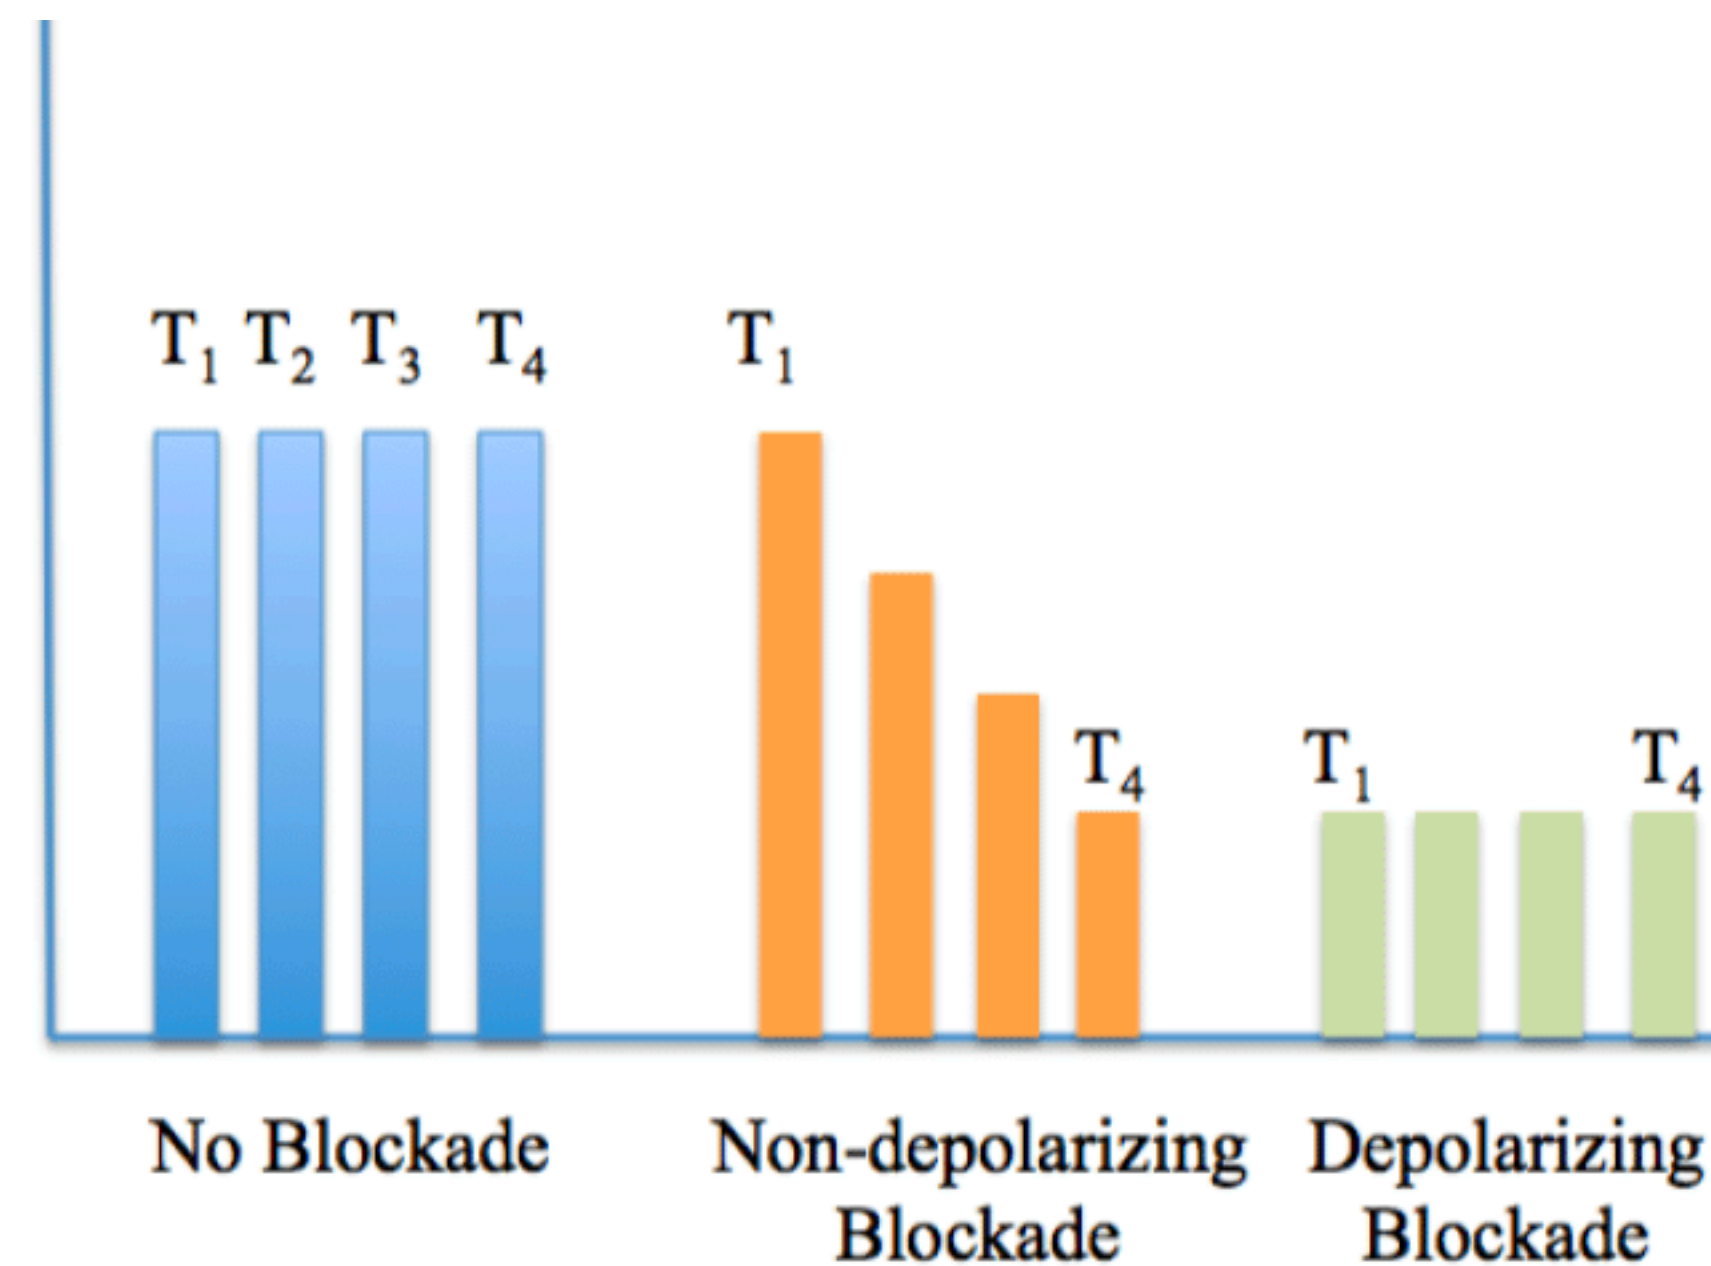 T1 T2 T3 T4
T1
T4
T1
T4
No Blockade
Non-depolarizing
Blockade
Depolarizing
Blockade